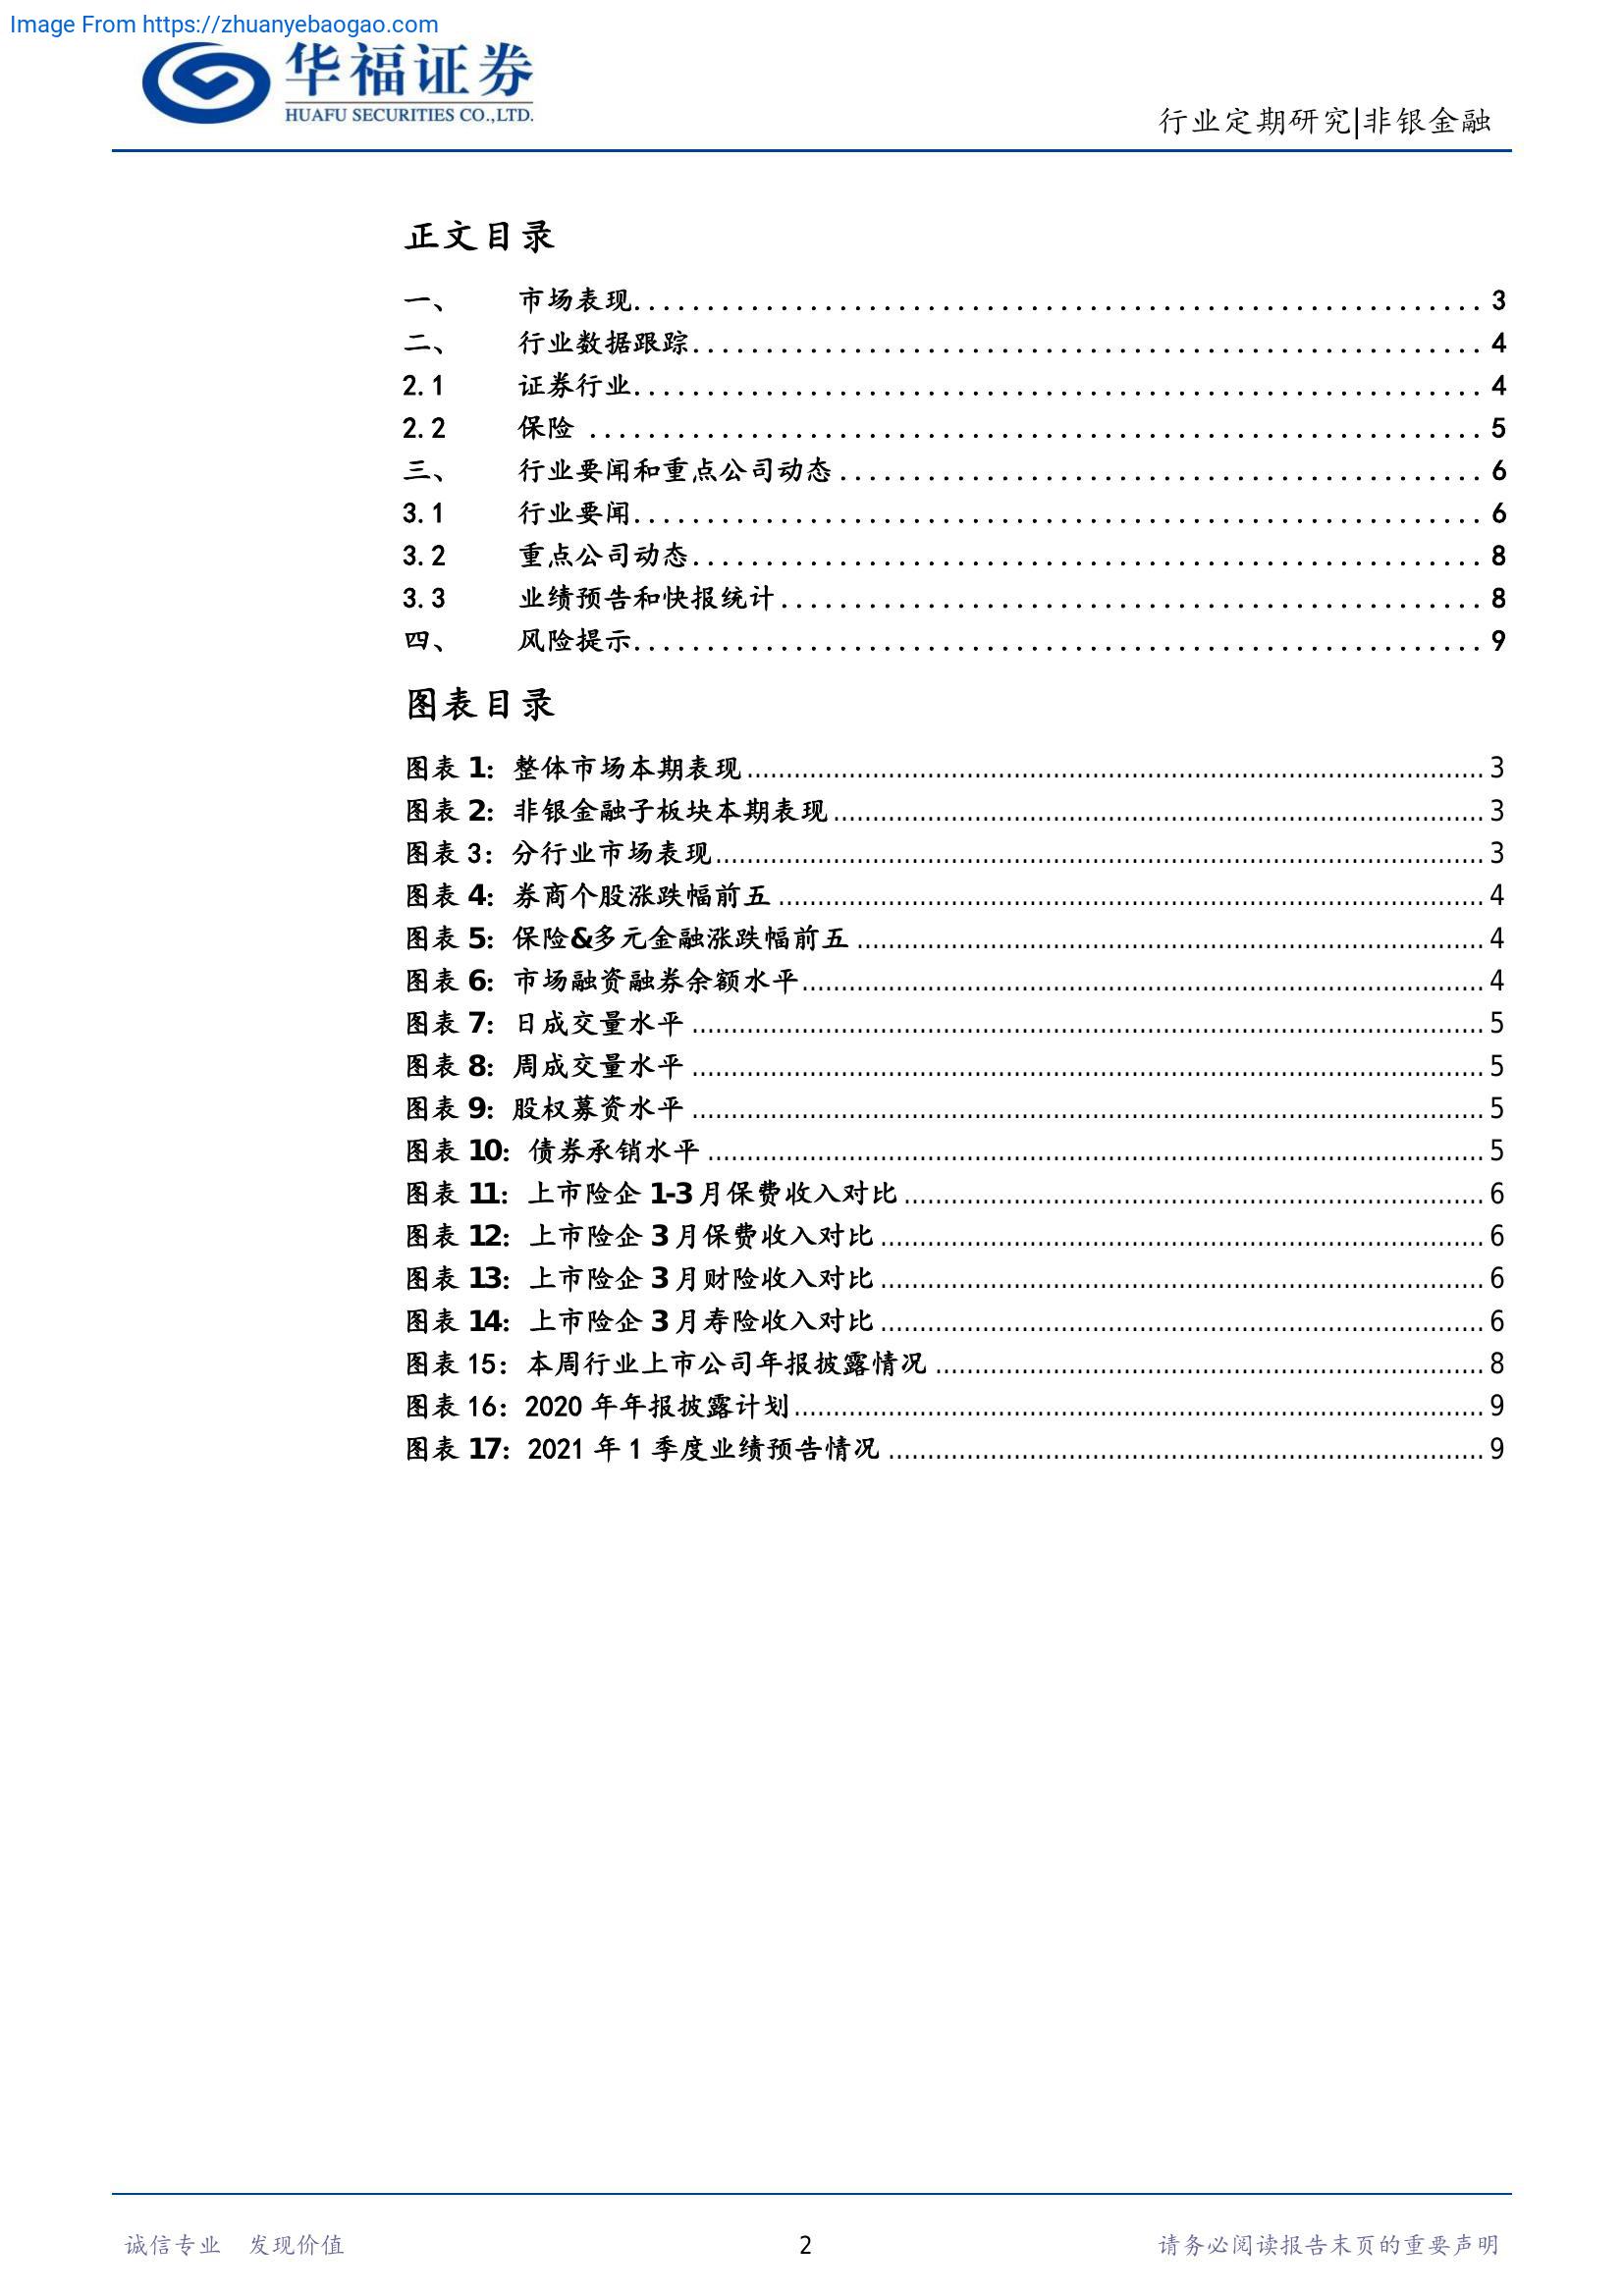 Image From https://zhuanyebaogao.com
华福证券
HUAFU SECURITIES CO.,LTD.
行业定期研究|非银金融
正文目录
一、 市场表现........................................................... 3
二、 行业数据跟踪....................................................... 4
2.1 证券行业........................................................... 4
2.2 保险 .............................................................. 5
三、 行业要闻和重点公司动态............................................. 6
3.1 行业要闻........................................................... 6
3.2 重点公司动态....................................................... 8
3.3 业绩预告和快报统计................................................. 8
四、 风险提示........................................................... 9
图表目录
图表 1：整体市场本期表现........................................................... 3
图表 2：非银金融子板块本期表现........................................................... 3
图表 3：分行业市场表现........................................................... 3
图表 4：券商个股涨跌幅前五........................................................... 4
图表 5：保险&多元金融涨跌幅前五........................................................... 4
图表 6：市场融资融券余额水平........................................................... 4
图表 7：日成交量水平........................................................... 5
图表 8：周成交量水平........................................................... 5
图表 9：股权募资水平........................................................... 5
图表 10：债券承销水平........................................................... 5
图表 11：上市险企 1-3 月保费收入对比........................................................... 6
图表 12：上市险企 3 月保费收入对比........................................................... 6
图表 13：上市险企 3 月财险收入对比........................................................... 6
图表 14：上市险企 3 月寿险收入对比........................................................... 6
图表 15：本周行业上市公司年报披露情况........................................................... 8
图表 16：2020 年年报披露计划........................................................... 9
图表 17：2021 年 1 季度业绩预告情况........................................................... 9
诚信专业 发现价值 2 请务必阅读报告末页的重要声明